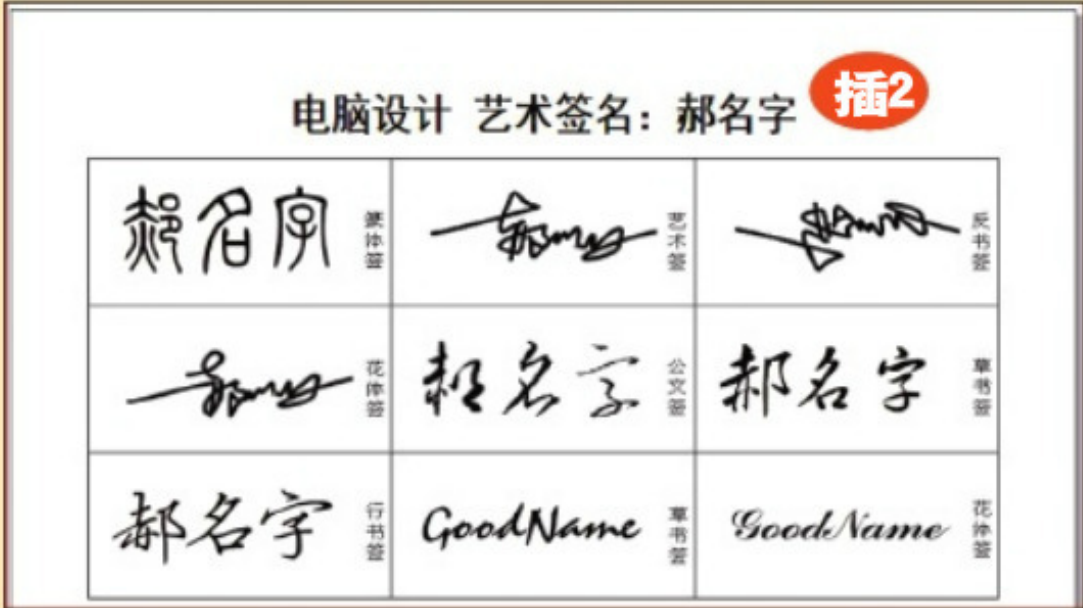 电脑设计 艺术签名：郝名字 插2
郝名字 篆体签
艺术签
反书签
花体签
郝名字 公文签
郝名字 草书签
郝名字 行书签
GoodName 草书签
GoodName 花体签